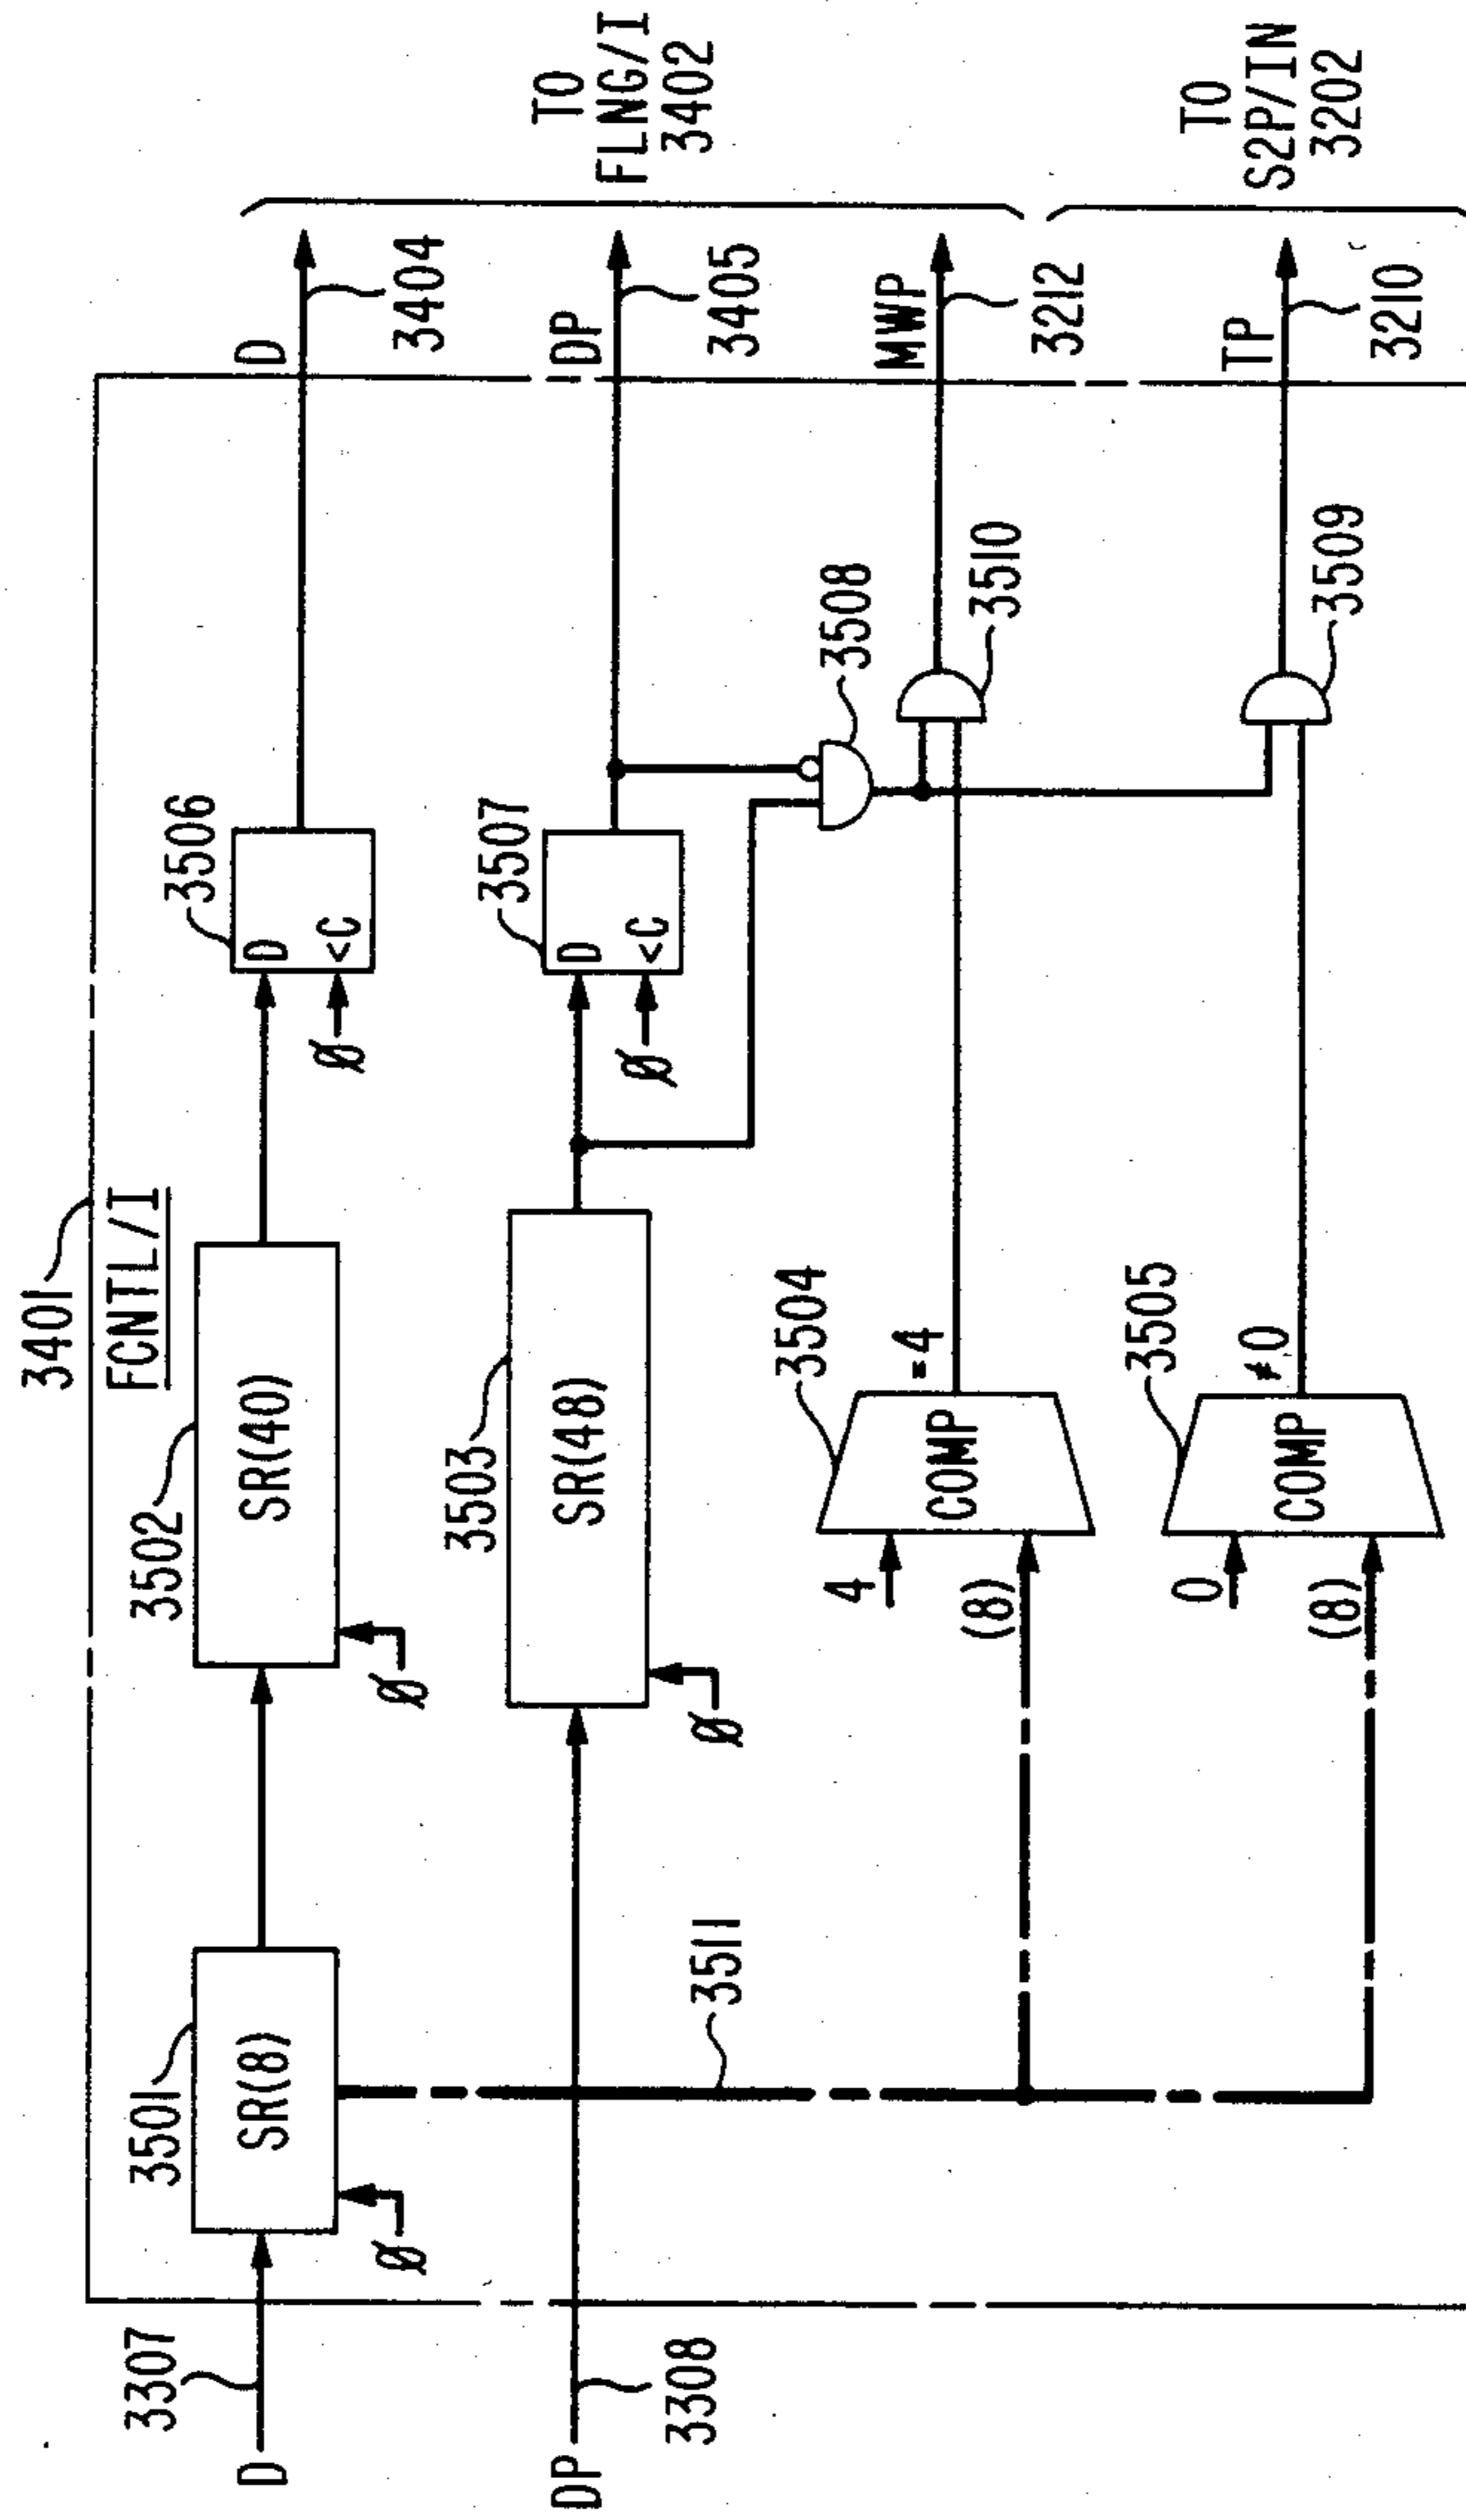 3401
FCNTL/I
3307
D
3501
SR(8)
Ø
3502
SR(40)
Ø
3506
D
<C
Ø
D
3404
TO
FLNG/I
3402
DP
3308
3503
SR(48)
Ø
3507
D
<C
Ø
DP
3405
3508
3511
4
(8)
3504
COMP
=4
3510
MWP
3212
0
(8)
3505
COMP
≠0
3509
TP
3210
TO
S2P/IN
3202